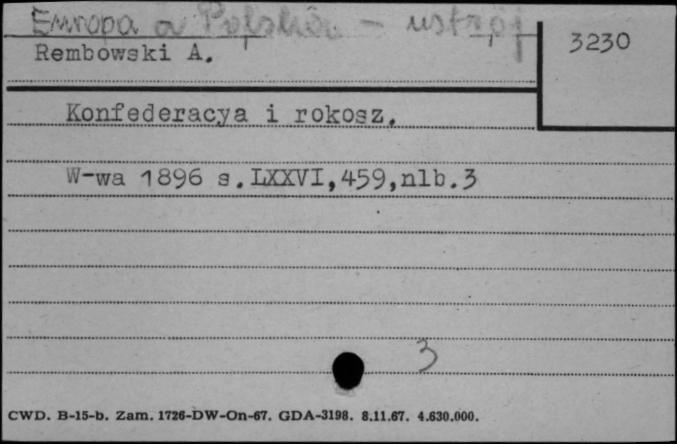 Europa a Polska - ustrój
3230
Rembowski A.
Konfederacya i rokosz.
W-wa 1896 s.LXXVI,459,nlb.3
3
CWD. B-15-b. Zam. 1726-DW-On-67. GDA-3198. 8.11.67. 4.630.000.